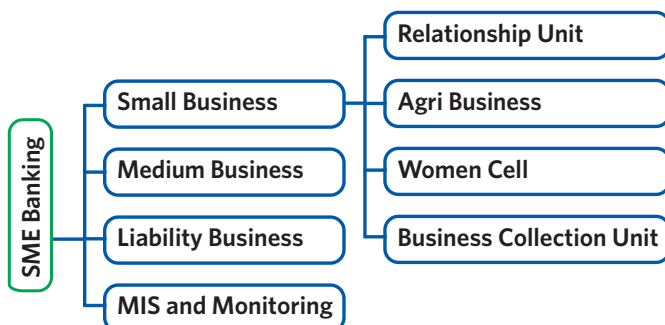 SME Banking
Small Business
Medium Business
Liability Business
MIS and Monitoring
Relationship Unit
Agri Business
Women Cell
Business Collection Unit